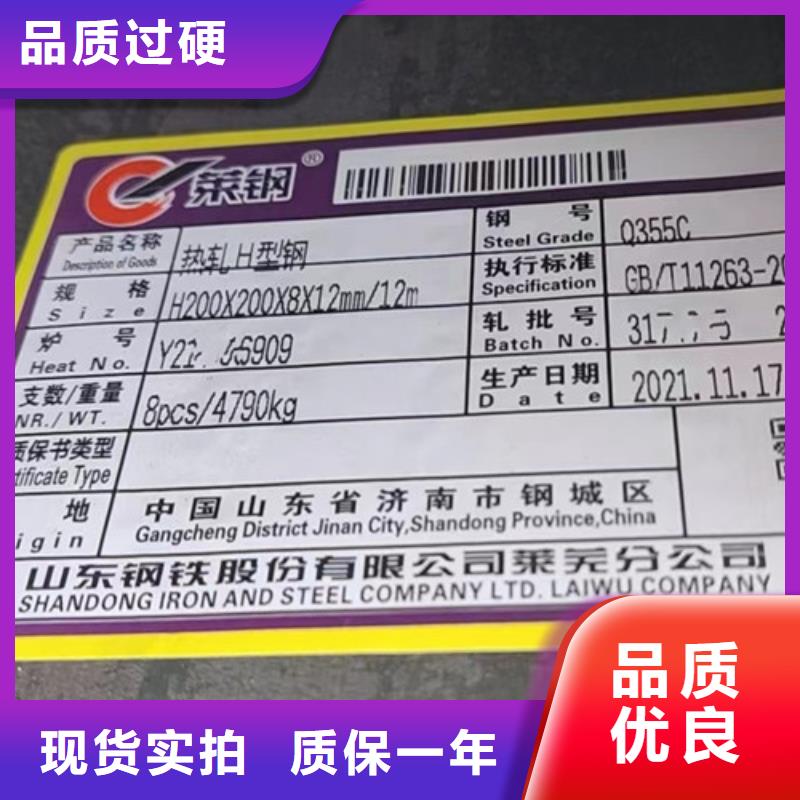 品质过硬
莱钢®
产品名称 热轧H型钢 钢号 Q355C
Description of Goods Steel Grade
规格 H200X200X8X12mm/12m 执行标准 GB/T11263-20
Size Specification
炉号 轧批号
Heat No. Batch No.
支数/重量 8pcs/4790kg 生产日期 2021.11.17
NR./WT. Date
质保书类型
tificate Type
地 中国山东省济南市钢城区
igin Gangcheng District Jinan City,Shandong Province,China
山东钢铁股份有限公司莱芜分公司
SHANDONG IRON AND STEEL COMPANY LTD. LAIWU COMPANY
品质
优良
现货实拍 质保一年